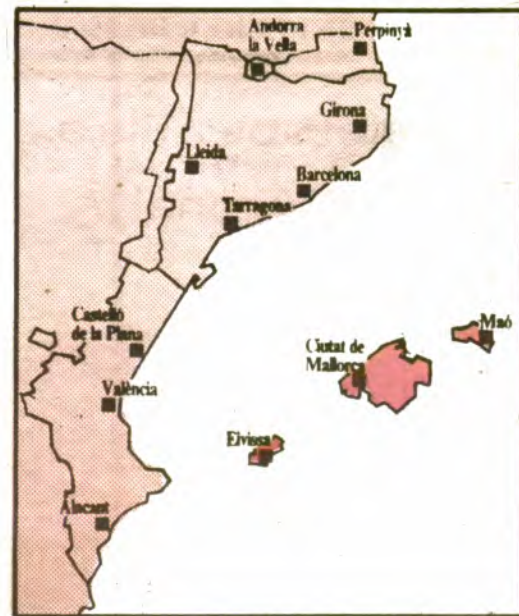 Andorra
la Vella
Perpinyà
Girona
Lleida
Barcelona
Tarragona
Castelló
de la Plana
Maó
Ciutat de
Mallorca
València
Eivissa
Alacant